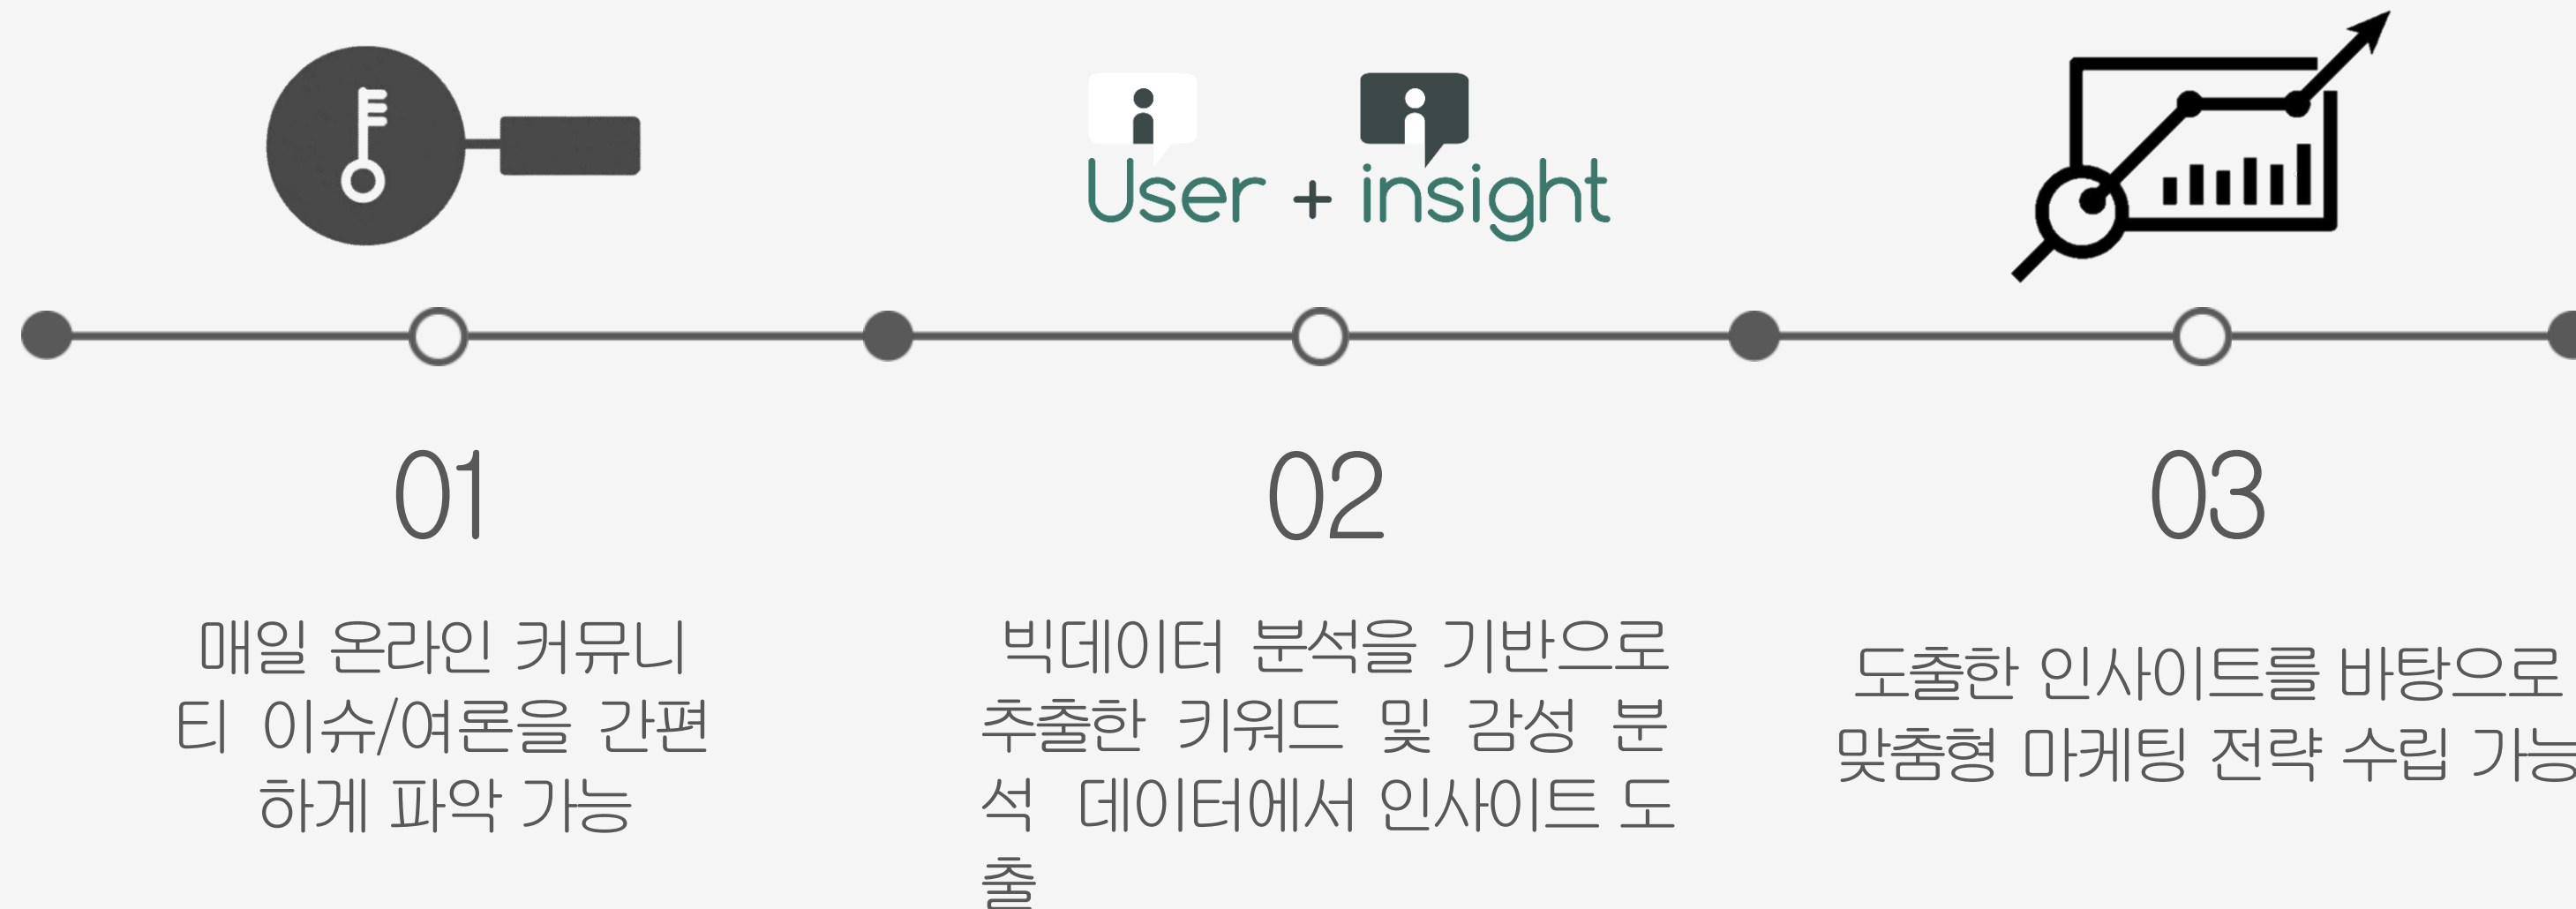 User + insight
01
매일 온라인 커뮤니
티 이슈/여론을 간편
하게 파악 가능
02
빅데이터 분석을 기반으로
추출한 키워드 및 감성 분
석 데이터에서 인사이트 도
출
03
도출한 인사이트를 바탕으로
맞춤형 마케팅 전략 수립 가능